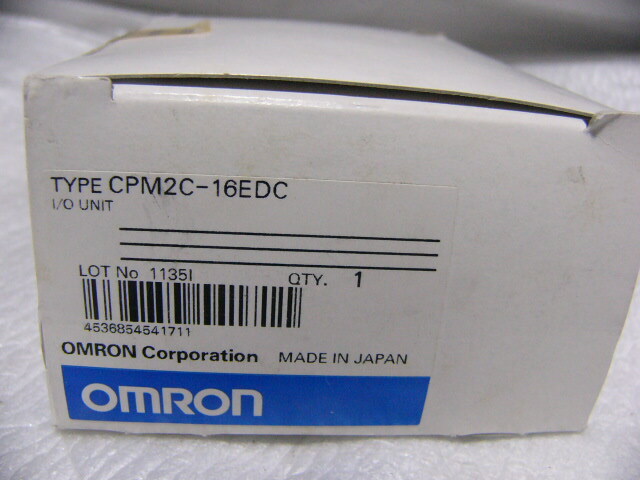 TYPE CPM2C-16EDC
I/O UNIT
LOT No 1135I QTY. 1
4536854541711
OMRON Corporation MADE IN JAPAN
OMRON